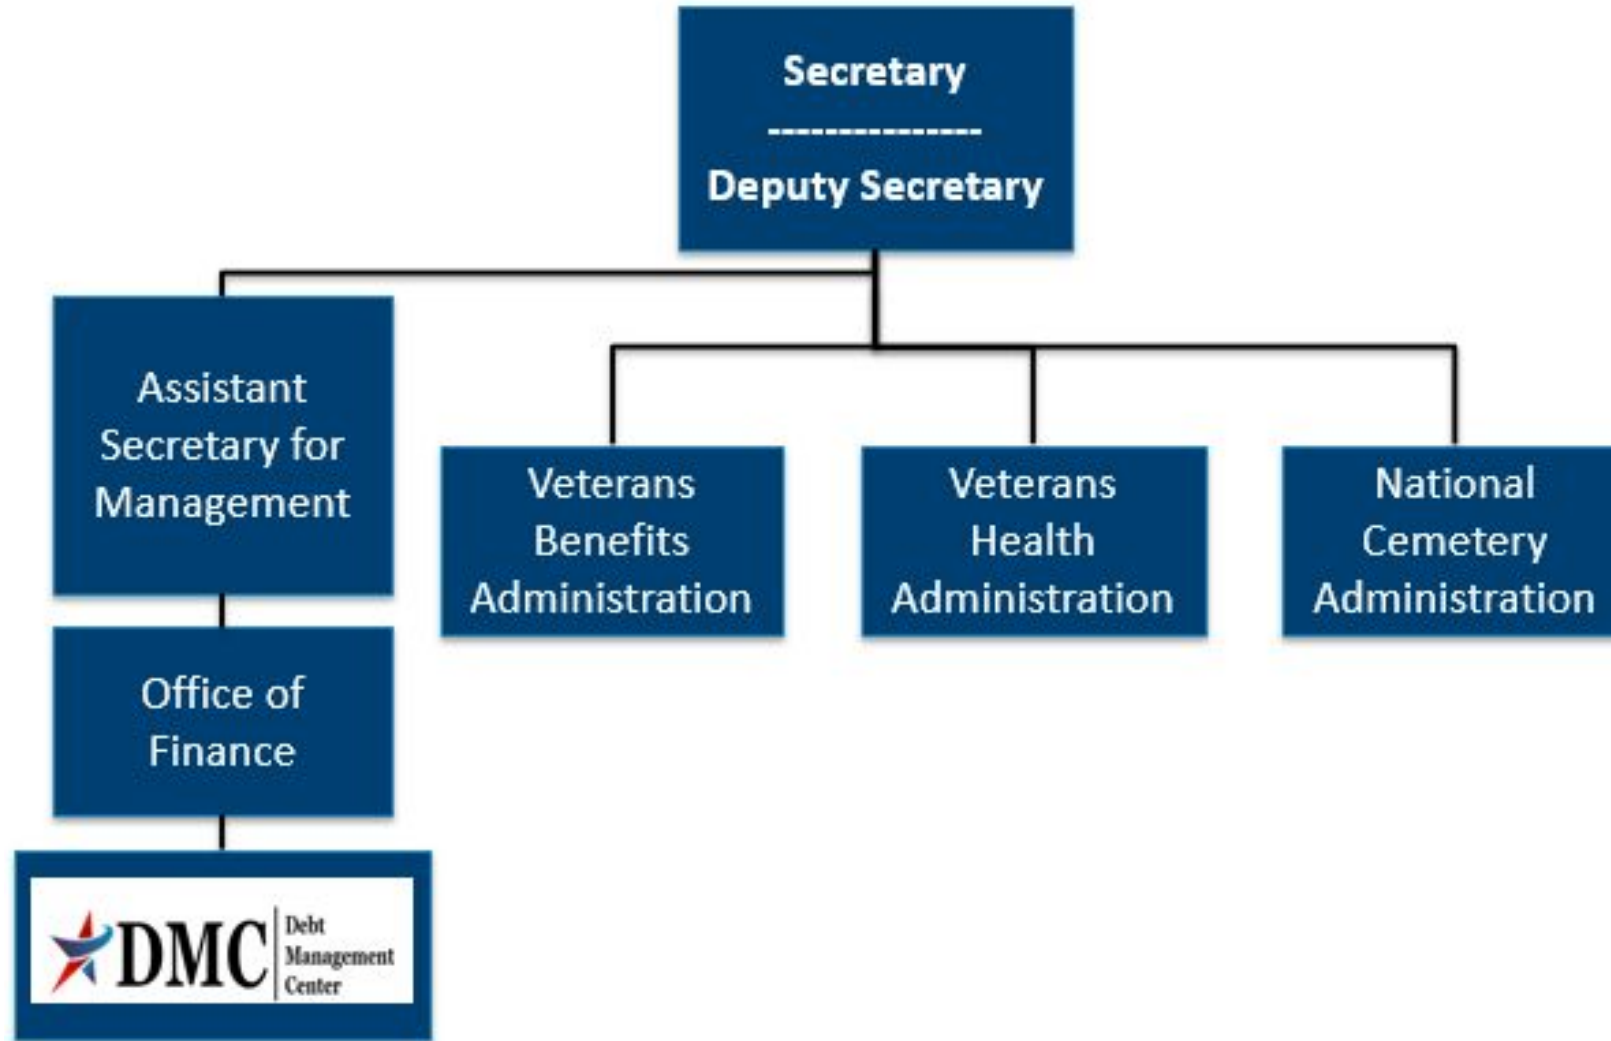 Secretary
---------------
Deputy Secretary
Assistant
Secretary for
Management
Veterans
Benefits
Administration
Veterans
Health
Administration
National
Cemetery
Administration
Office of
Finance
DMC
Debt
Management
Center